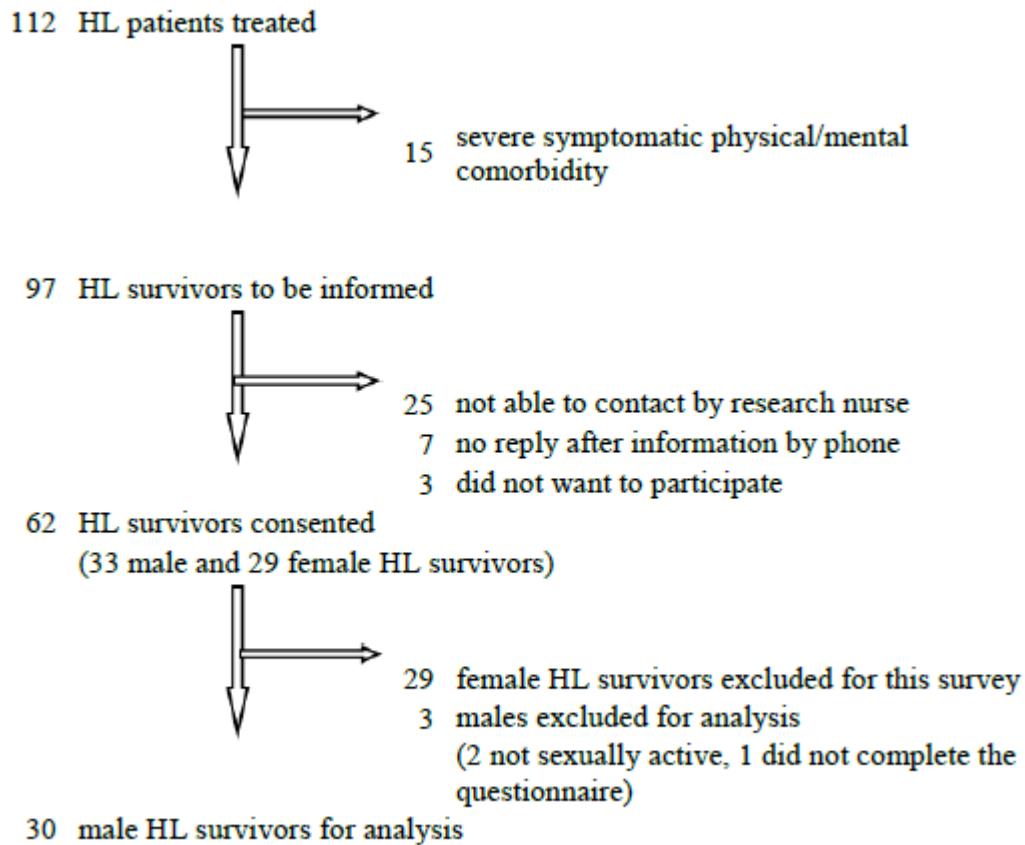 112 HL patients treated
15 severe symptomatic physical/mental
comorbidity
97 HL survivors to be informed
25 not able to contact by research nurse
7 no reply after information by phone
3 did not want to participate
62 HL survivors consented
(33 male and 29 female HL survivors)
29 female HL survivors excluded for this survey
3 males excluded for analysis
(2 not sexually active, 1 did not complete the
questionnaire)
30 male HL survivors for analysis